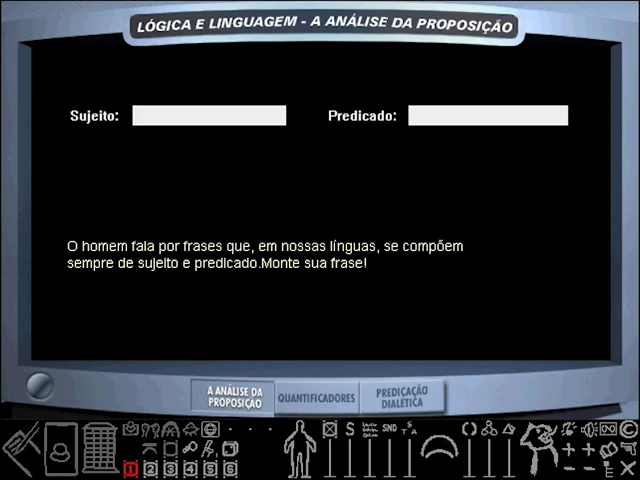 LÓGICA E LINGUAGEM - A ANÁLISE DA PROPOSIÇÃO
Sujeito: Predicado:
O homem fala por frases que, em nossas línguas, se compõem
sempre de sujeito e predicado.Monte sua frase!
A ANÁLISE DA
PROPOSIÇÃO
QUANTIFICADORES
PREDICAÇÃO
DIALÉTICA
S SND
1 2 3 4 5 6